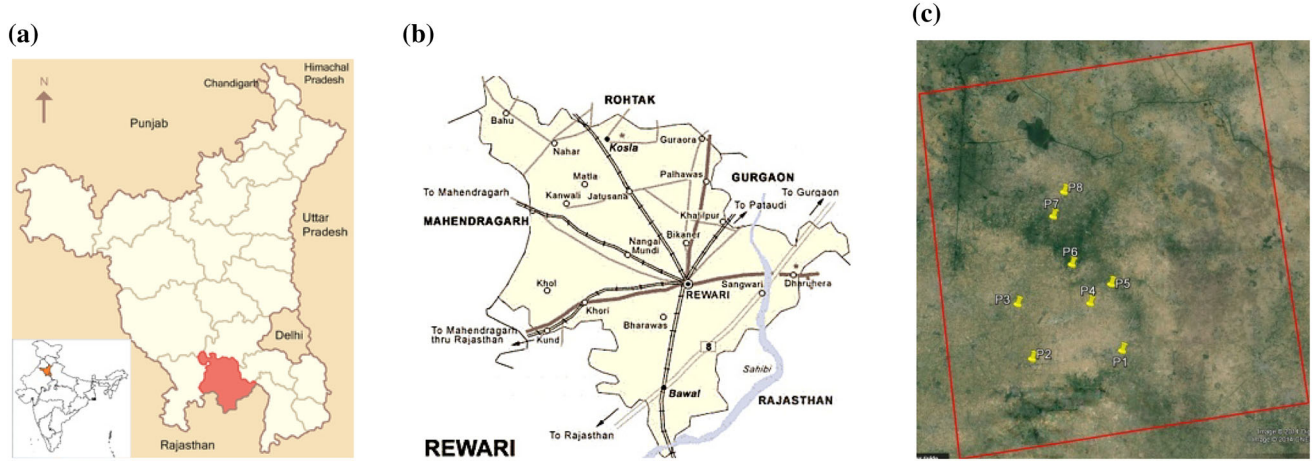 (a)
N
Himachal
Pradesh
Chandigarh
Punjab
Uttar
Pradesh
Delhi
Rajasthan
(b)
ROHTAK
Bahu
Nahar
Kosla
Guraora
Matla
Palhawas
To Mahendragarh
Kanwali
Jatusana
GURGAON
To Gurgaon
To Pataudi
MAHENDRAGARH
Khalilpur
Bikaner
Nangal
Mundi
Khol
REWARI
Sangwari
Dharuhera
Khori
Bharawas
To Mahendragarh
thru Rajasthan
Kund
8
Sahibi
Bawal
RAJASTHAN
To Rajasthan
REWARI
(c)
P8
P7
P6
P5
P4
P3
P2
P1